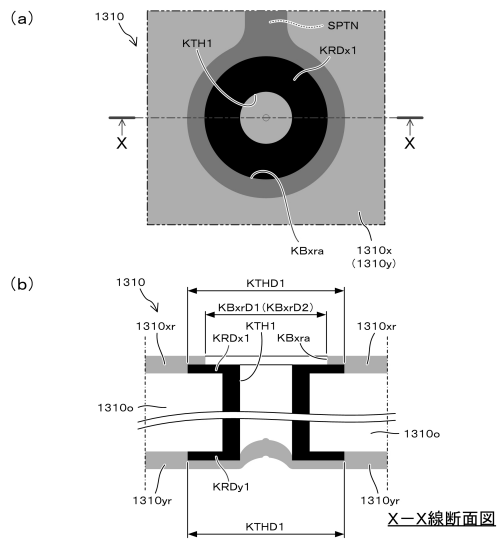 (a)
1310
SPTN
KTH1
KRDx1
X
X
KBxra
1310x
(1310y)
(b)
1310
KTHD1
KBxrD1(KBxrD2)
1310xr
KTH1
KBxra
1310xr
KRDx1
1310o
1310o
1310yr
KRDy1
1310yr
X-X線断面図
KTHD1